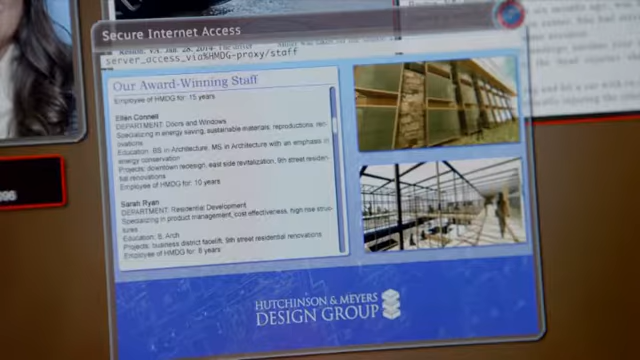 Secure Internet Access
server_access_via%HMDG-proxy/staff
Our Award-Winning Staff
Employee of HMDG for: 15 years
Ellen Connell
DEPARTMENT: Doors and Windows
Specializing in energy saving, sustainable materials, reproductions, ren-
ovations
Education: BS in Architecture, MS in Architecture with an emphasis in
energy conservation
Projects: downtown redesign, east side revitalization, 9th street residen-
tial renovations
Employee of HMDG for: 10 years
Sarah Ryan
DEPARTMENT: Residential Development
Specializing in product management, cost effectiveness, high rise struc-
tures
Education: B. Arch
Projects: business district facelift, 9th street residential renovations
Employee of HMDG for: 8 years
HUTCHINSON & MEYERS
DESIGN GROUP